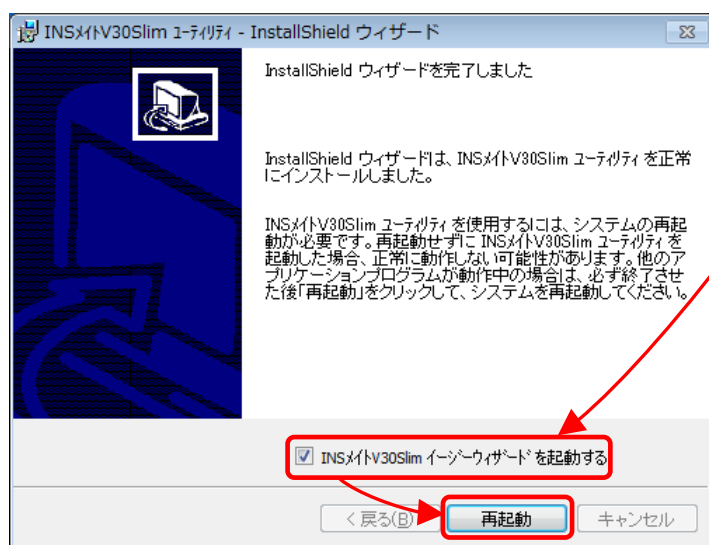 INSﾒｲﾄV30Slim ﾕｰﾃｨﾘﾃｨ - InstallShield ウィザード
InstallShield ウィザードを完了しました
InstallShield ウィザードは、INSﾒｲﾄV30Slim ﾕｰﾃｨﾘﾃｨ を正常
にインストールしました。
INSﾒｲﾄV30Slim ﾕｰﾃｨﾘﾃｨ を使用するには、システムの再起
動が必要です。再起動せずに INSﾒｲﾄV30Slim ﾕｰﾃｨﾘﾃｨ を
起動した場合、正常に動作しない可能性があります。他のア
プリケーションプログラムが動作中の場合は、必ず終了させ
た後「再起動」をクリックして、システムを再起動してください。
INSﾒｲﾄV30Slim ｲｰｼﾞｰｳｨｻﾞｰﾄﾞ を起動する
< 戻る(B) 再起動 キャンセル